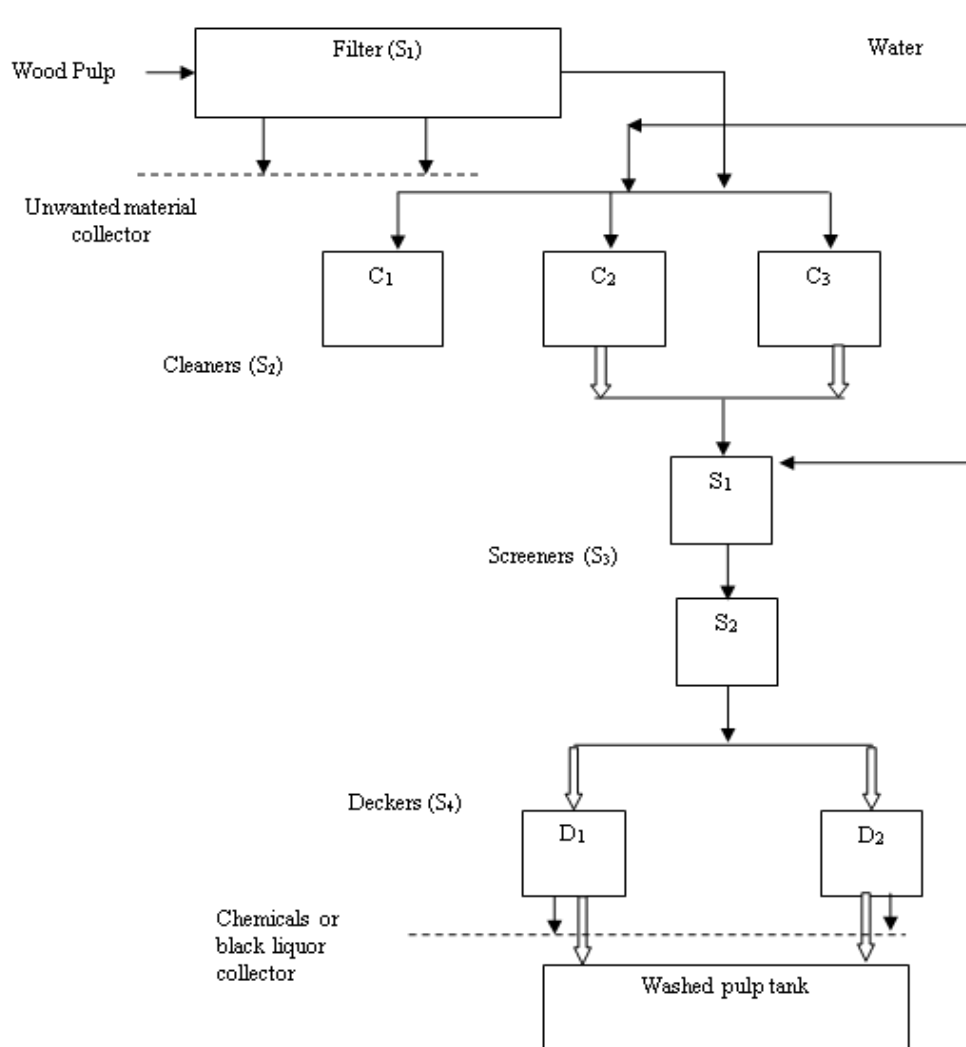 Filter (S₁)
Water
Wood Pulp
Unwanted material
collector
C₁
C₂
C₃
Cleaners (S₂)
S₁
Screeners (S₃)
S₂
Deckers (S₄)
D₁
D₂
Chemicals or
black liquor
collector
Washed pulp tank